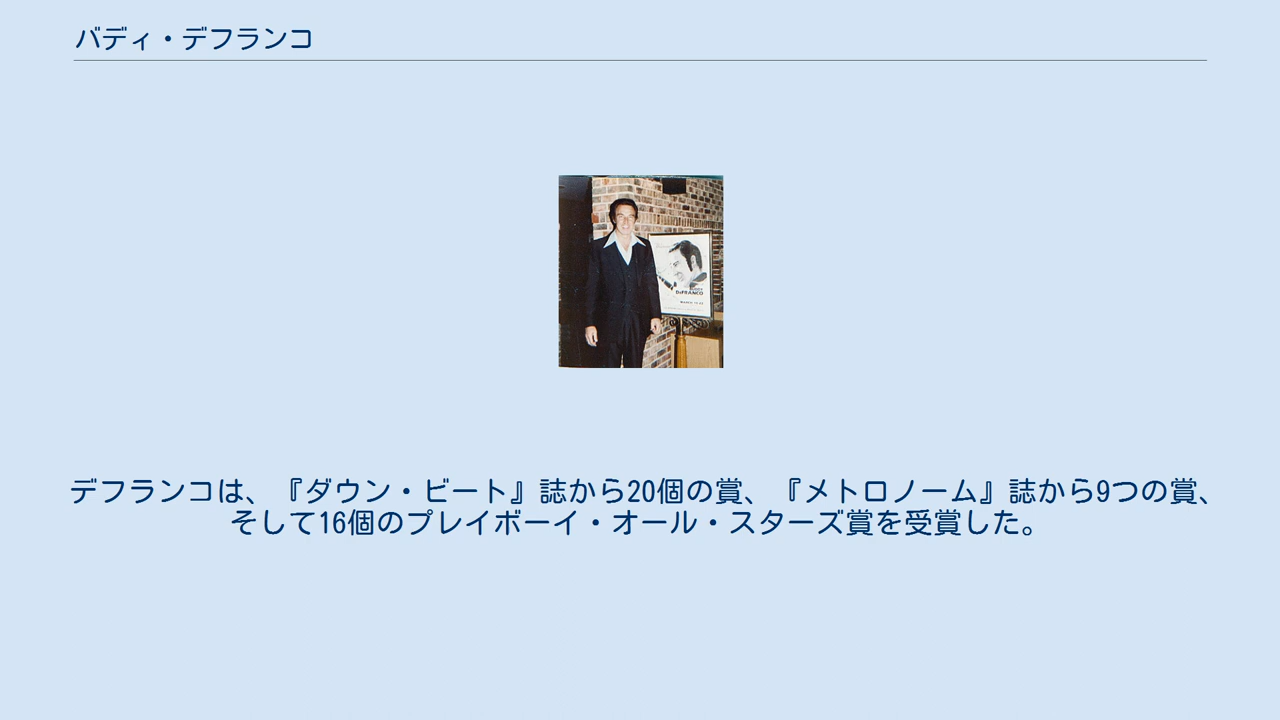 バディ・デフランコ
BUDDY
DeFRANCO
デフランコは、『ダウン・ビート』誌から20個の賞、『メトロノーム』誌から9つの賞、
そして16個のプレイボーイ・オール・スターズ賞を受賞した。